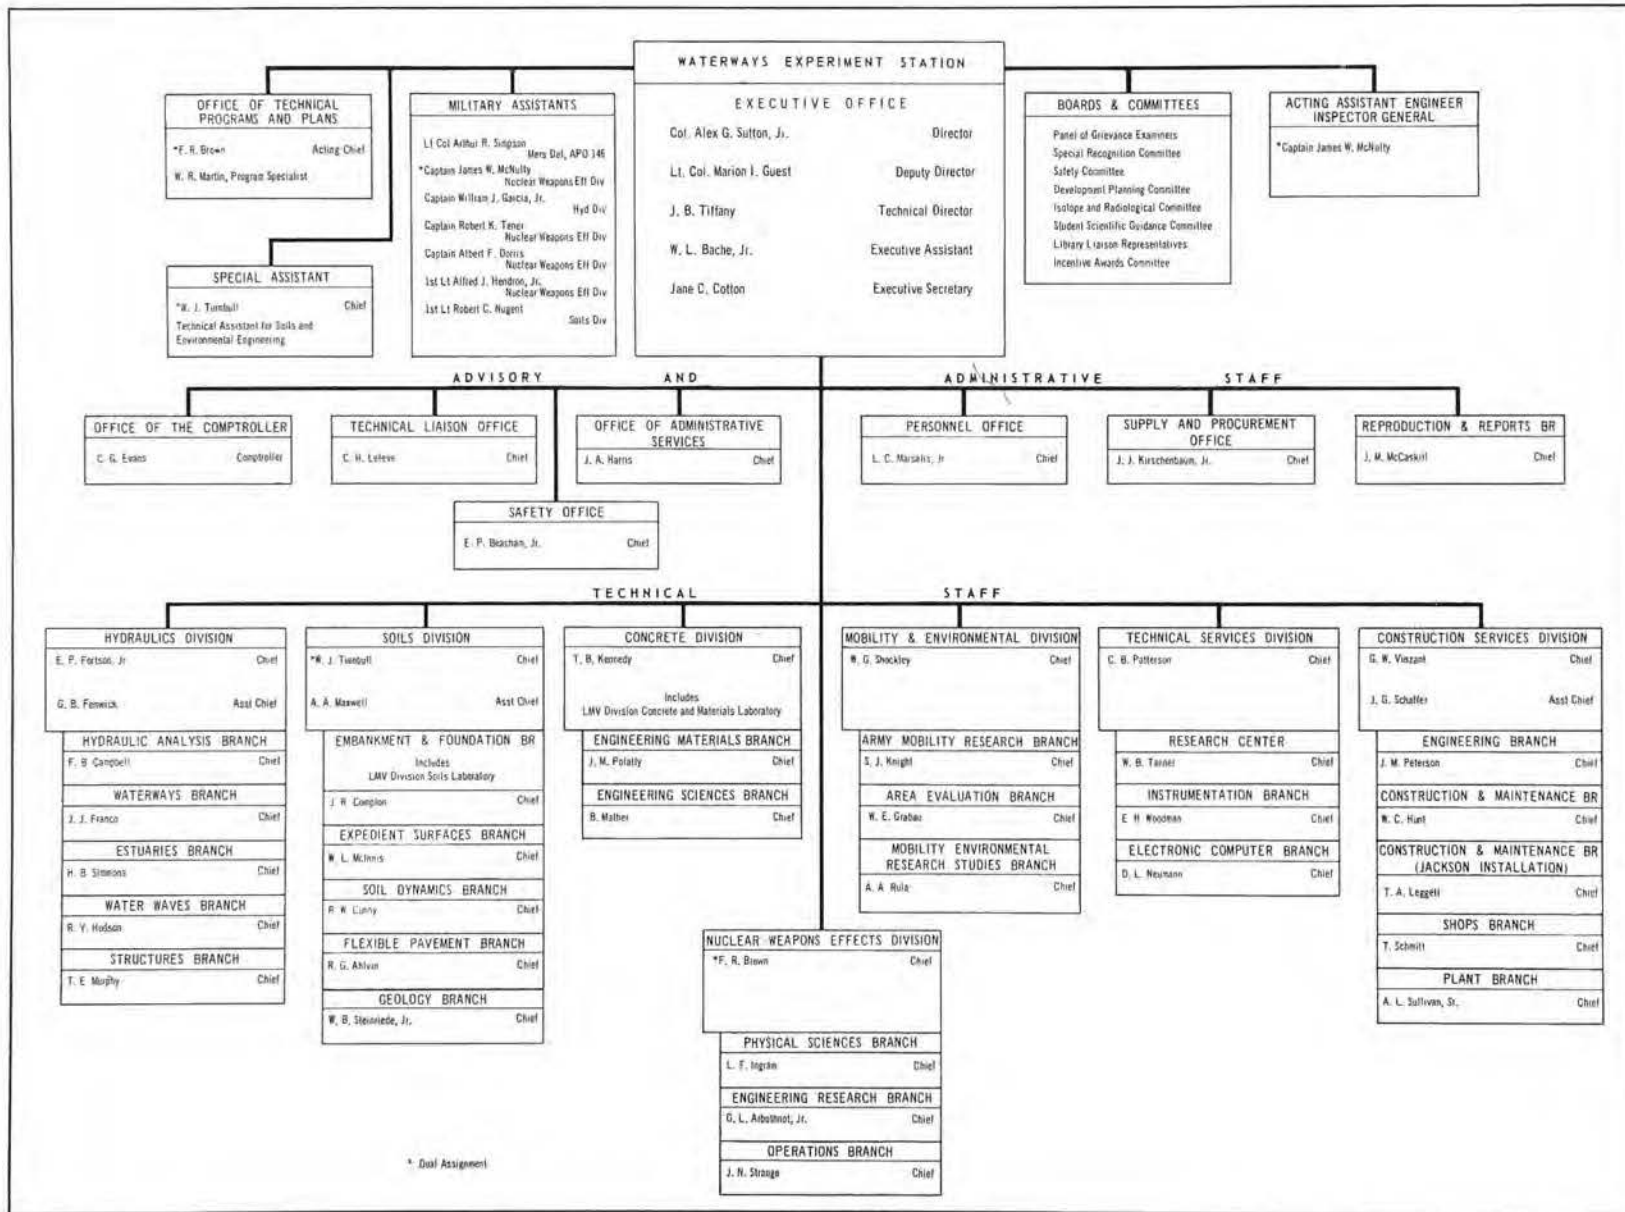 WATERWAYS EXPERIMENT STATION
EXECUTIVE OFFICE
Col. Alex G. Sutton, Jr. Director
Lt. Col. Marion I. Guest Deputy Director
J. B. Tiffany Technical Director
W. L. Bache, Jr. Executive Assistant
Jane C. Cotton Executive Secretary
OFFICE OF TECHNICAL
PROGRAMS AND PLANS
*F. R. Brown Acting Chief
W. R. Martin, Program Specialist
SPECIAL ASSISTANT
*W. J. Turnbull Chief
Technical Assistant for Soils and
Environmental Engineering
MILITARY ASSISTANTS
Lt Col Arthur R. Simpson
Mers Det, APO 146
*Captain James W. McNulty
Nuclear Weapons Eff Div
Captain William J. Garcia, Jr.
Hyd Div
Captain Robert K. Tener
Nuclear Weapons Eff Div
Captain Albert F. Dorris
Nuclear Weapons Eff Div
1st Lt Alfred J. Hendron, Jr.
Nuclear Weapons Eff Div
1st Lt Robert C. Nugent
Soils Div
BOARDS & COMMITTEES
Panel of Grievance Examiners
Special Recognition Committee
Safety Committee
Development Planning Committee
Isotope and Radiological Committee
Student Scientific Guidance Committee
Library Liaison Representatives
Incentive Awards Committee
ACTING ASSISTANT ENGINEER
INSPECTOR GENERAL
*Captain James W. McNulty
ADVISORY AND ADMINISTRATIVE STAFF
OFFICE OF THE COMPTROLLER
C. G. Evans Comptroller
TECHNICAL LIAISON OFFICE
C. H. Chief
OFFICE OF ADMINISTRATIVE
SERVICES
J. A. Harris Chief
PERSONNEL OFFICE
L. C. Marsalis, Jr Chief
SUPPLY AND PROCUREMENT
OFFICE
J. J. Kirschenbaum, Jr. Chief
REPRODUCTION & REPORTS BR
J. M. McCaskill Chief
SAFETY OFFICE
E. P. Jr. Chief
TECHNICAL STAFF
HYDRAULICS DIVISION
E. P. Fortson, Jr Chief
G. B. Fenwick Asst Chief
HYDRAULIC ANALYSIS BRANCH
F. B Campbell Chief
WATERWAYS BRANCH
J. J. Franco Chief
ESTUARIES BRANCH
H. B Simmons Chief
WATER WAVES BRANCH
R. Y. Hudson Chief
STRUCTURES BRANCH
T. E Murphy Chief
SOILS DIVISION
*W. J. Turnbull Chief
A. A. Maxwell Asst Chief
EMBANKMENT & FOUNDATION BR
Includes
LMV Division Soils Laboratory
J. R Compton Chief
EXPEDIENT SURFACES BRANCH
W. L. McInnis Chief
SOIL DYNAMICS BRANCH
R W Cunny Chief
FLEXIBLE PAVEMENT BRANCH
R. G. Ahlvin Chief
GEOLOGY BRANCH
W. B. Steinriede, Jr. Chief
CONCRETE DIVISION
T. B. Kennedy Chief
Includes
LMV Division Concrete and Materials Laboratory
ENGINEERING MATERIALS BRANCH
J. M. Polatty Chief
ENGINEERING SCIENCES BRANCH
B. Mather Chief
MOBILITY & ENVIRONMENTAL DIVISION
W. G. Shockley Chief
ARMY MOBILITY RESEARCH BRANCH
S. J. Knight Chief
AREA EVALUATION BRANCH
W. E. Grabau Chief
MOBILITY ENVIRONMENTAL
RESEARCH STUDIES BRANCH
A. A Rula Chief
TECHNICAL SERVICES DIVISION
C. B. Patterson Chief
RESEARCH CENTER
W. B. Tanner Chief
INSTRUMENTATION BRANCH
E. H Woodman Chief
ELECTRONIC COMPUTER BRANCH
D. L. Neumann Chief
CONSTRUCTION SERVICES DIVISION
G. W. Vinzant Chief
J. G. Schaffer Asst Chief
ENGINEERING BRANCH
J. M. Peterson Chief
CONSTRUCTION & MAINTENANCE BR
W. C. Hunt Chief
CONSTRUCTION & MAINTENANCE BR
(JACKSON INSTALLATION)
T. A. Leggett Chief
SHOPS BRANCH
T. Schmitt Chief
PLANT BRANCH
A. L. Sullivan, Sr. Chief
NUCLEAR WEAPONS EFFECTS DIVISION
*F. R. Brown Chief
PHYSICAL SCIENCES BRANCH
L. F. Ingram Chief
ENGINEERING RESEARCH BRANCH
G. L. Arbuthnot, Jr. Chief
OPERATIONS BRANCH
J. N. Strange Chief
* Dual Assignment